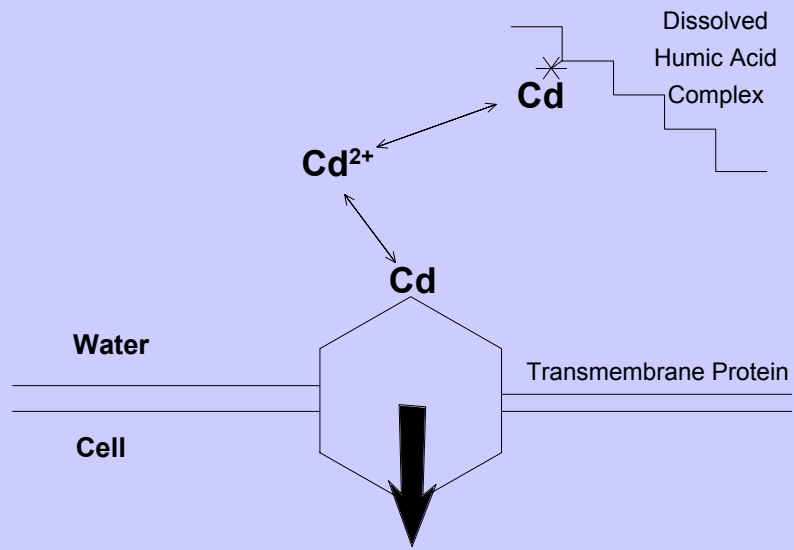 Dissolved
Humic Acid
Complex
Cd
Cd²⁺
Cd
Water
Transmembrane Protein
Cell